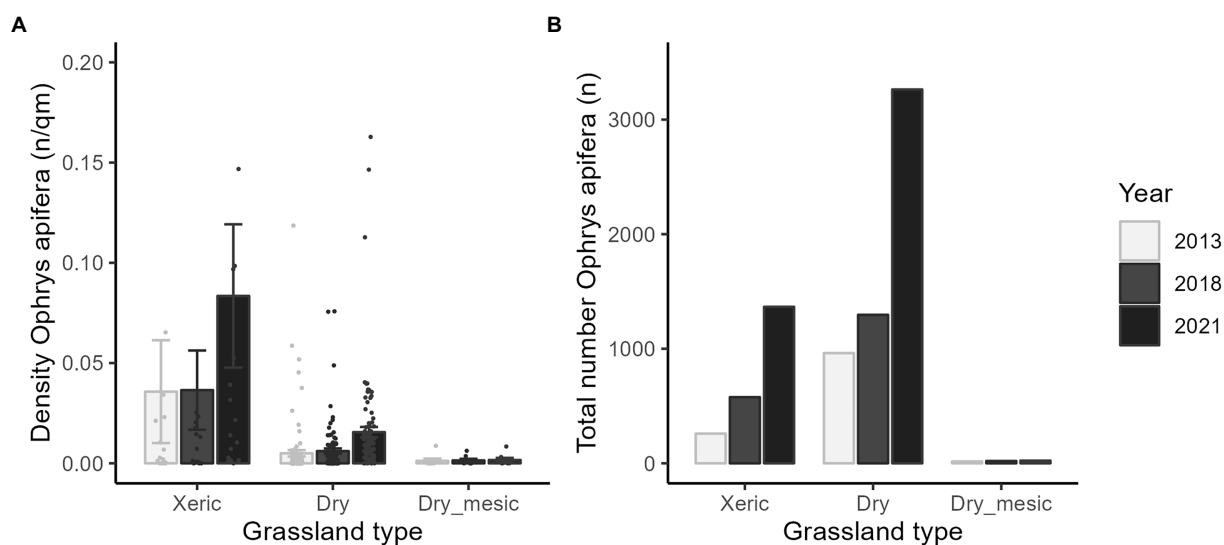 A
Density Ophrys apifera (n/qm)
0.20
0.15
0.10
0.05
0.00
Xeric
Dry
Dry_mesic
Grassland type
B
Total number Ophrys apifera (n)
3000
2000
1000
0
Xeric
Dry
Dry_mesic
Grassland type
Year
2013
2018
2021